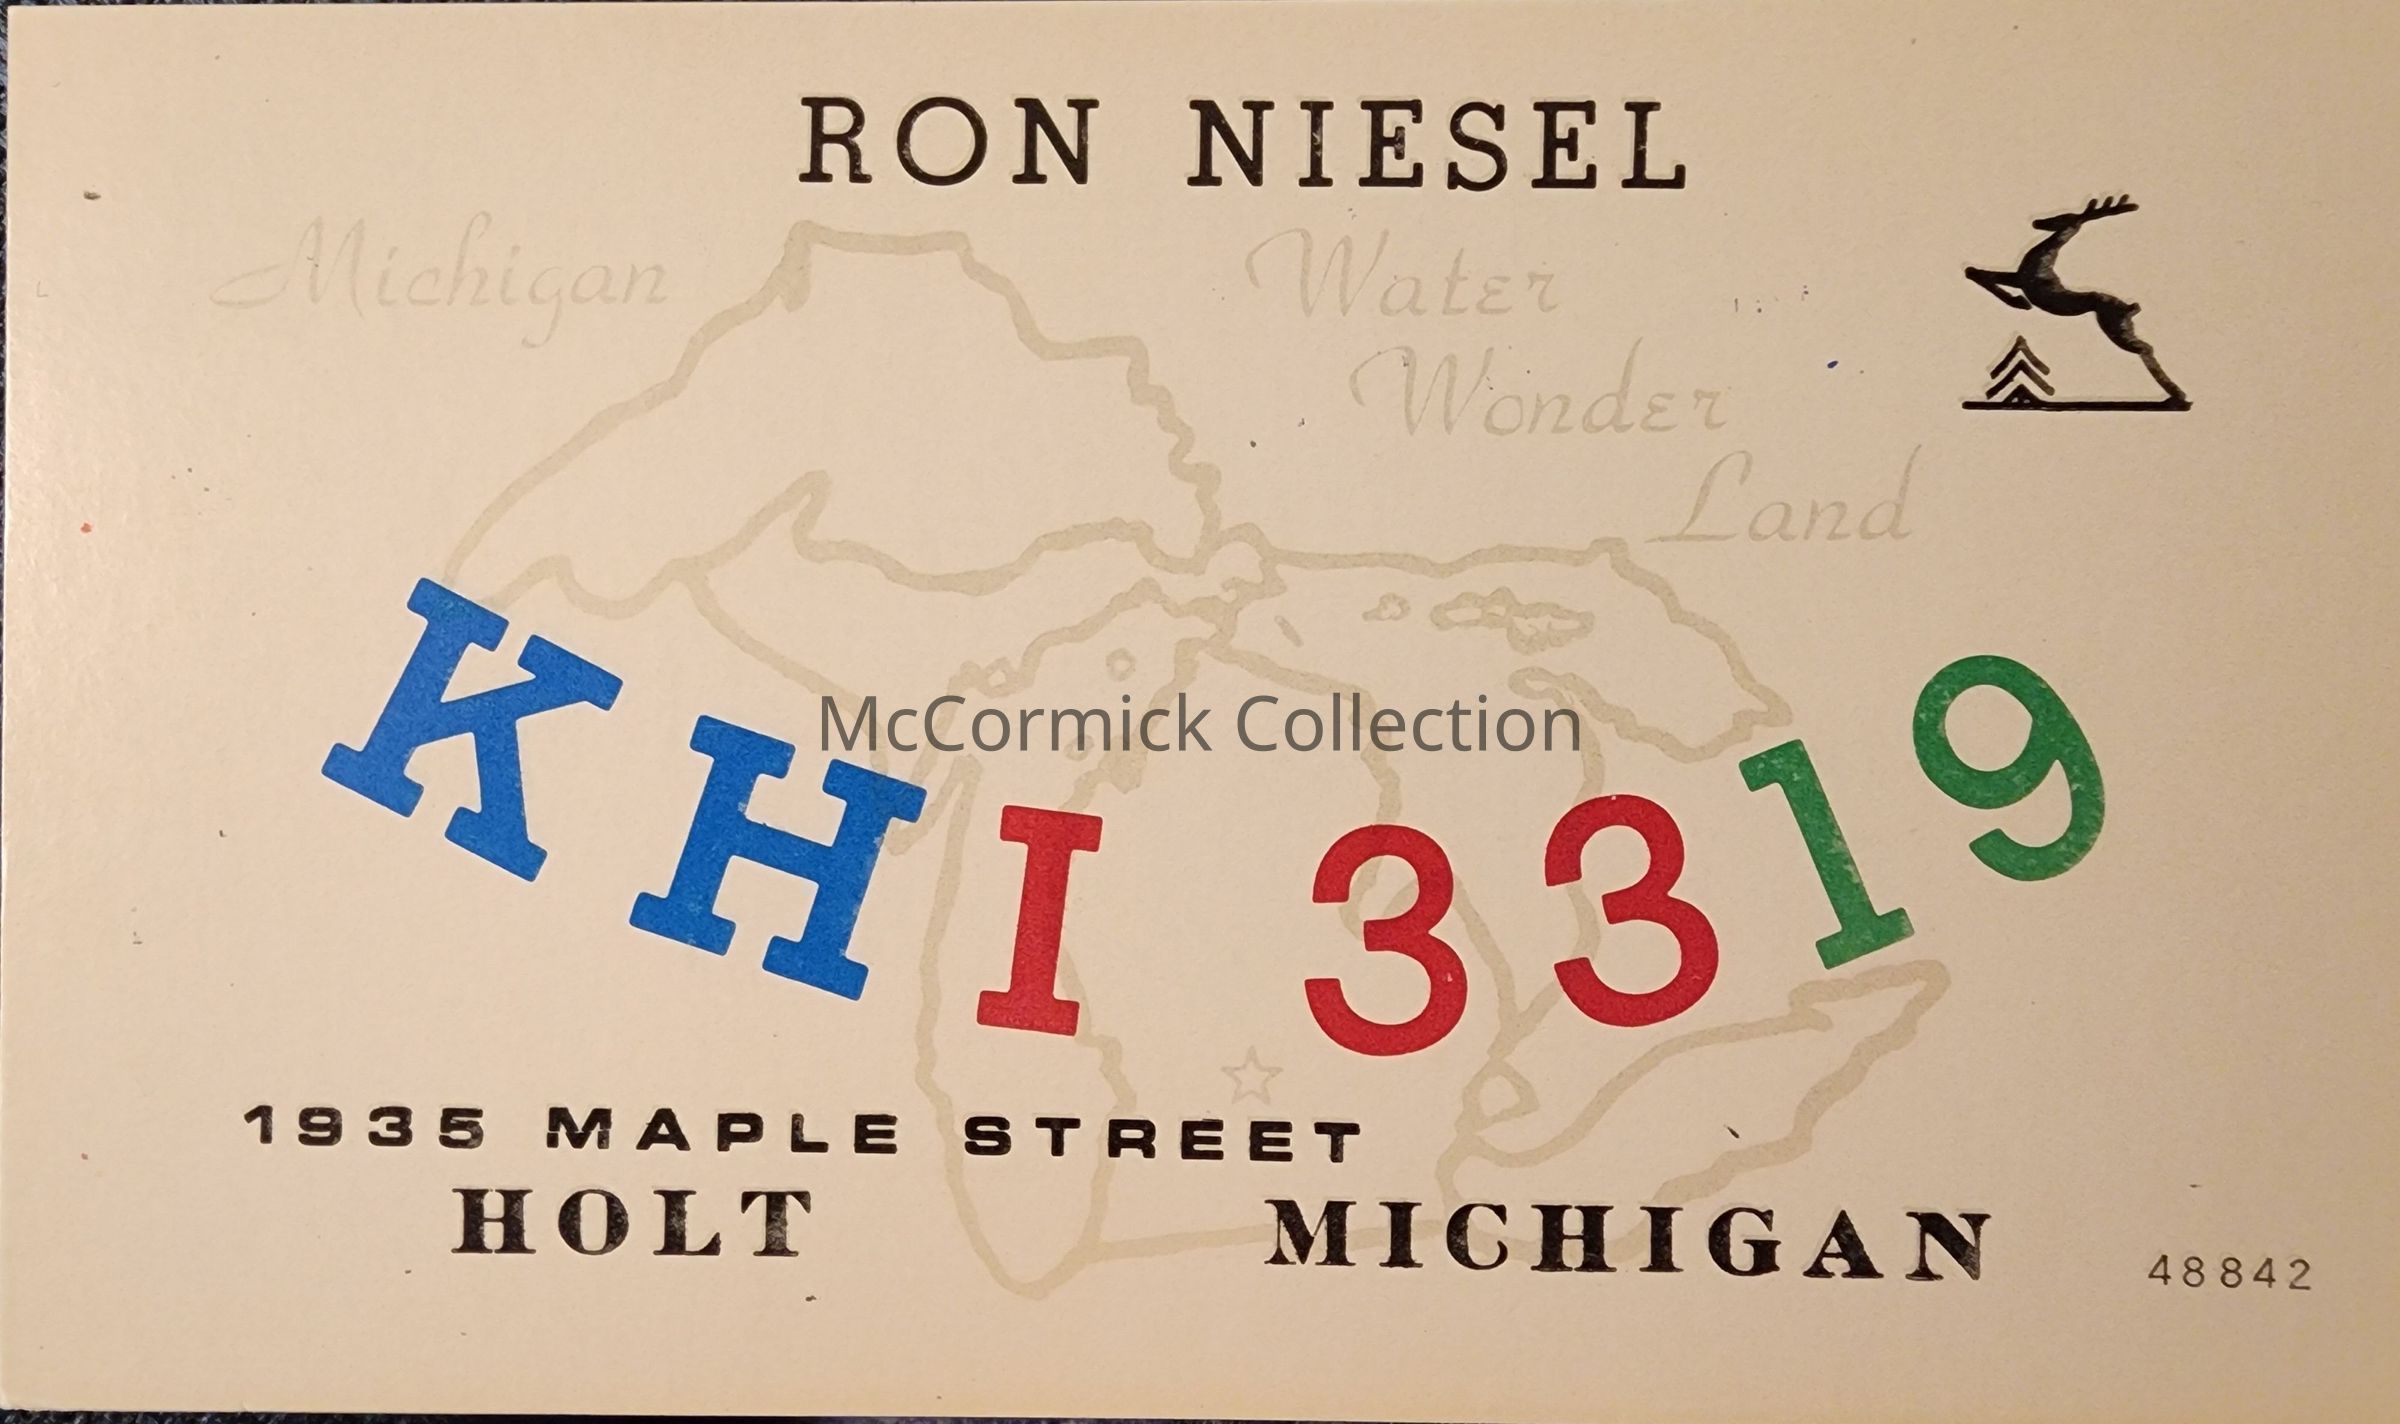 RON NIESEL
Michigan
Water
Wonder
Land
McCormick Collection
KHI 3319
1935 MAPLE STREET
HOLT MICHIGAN 48842